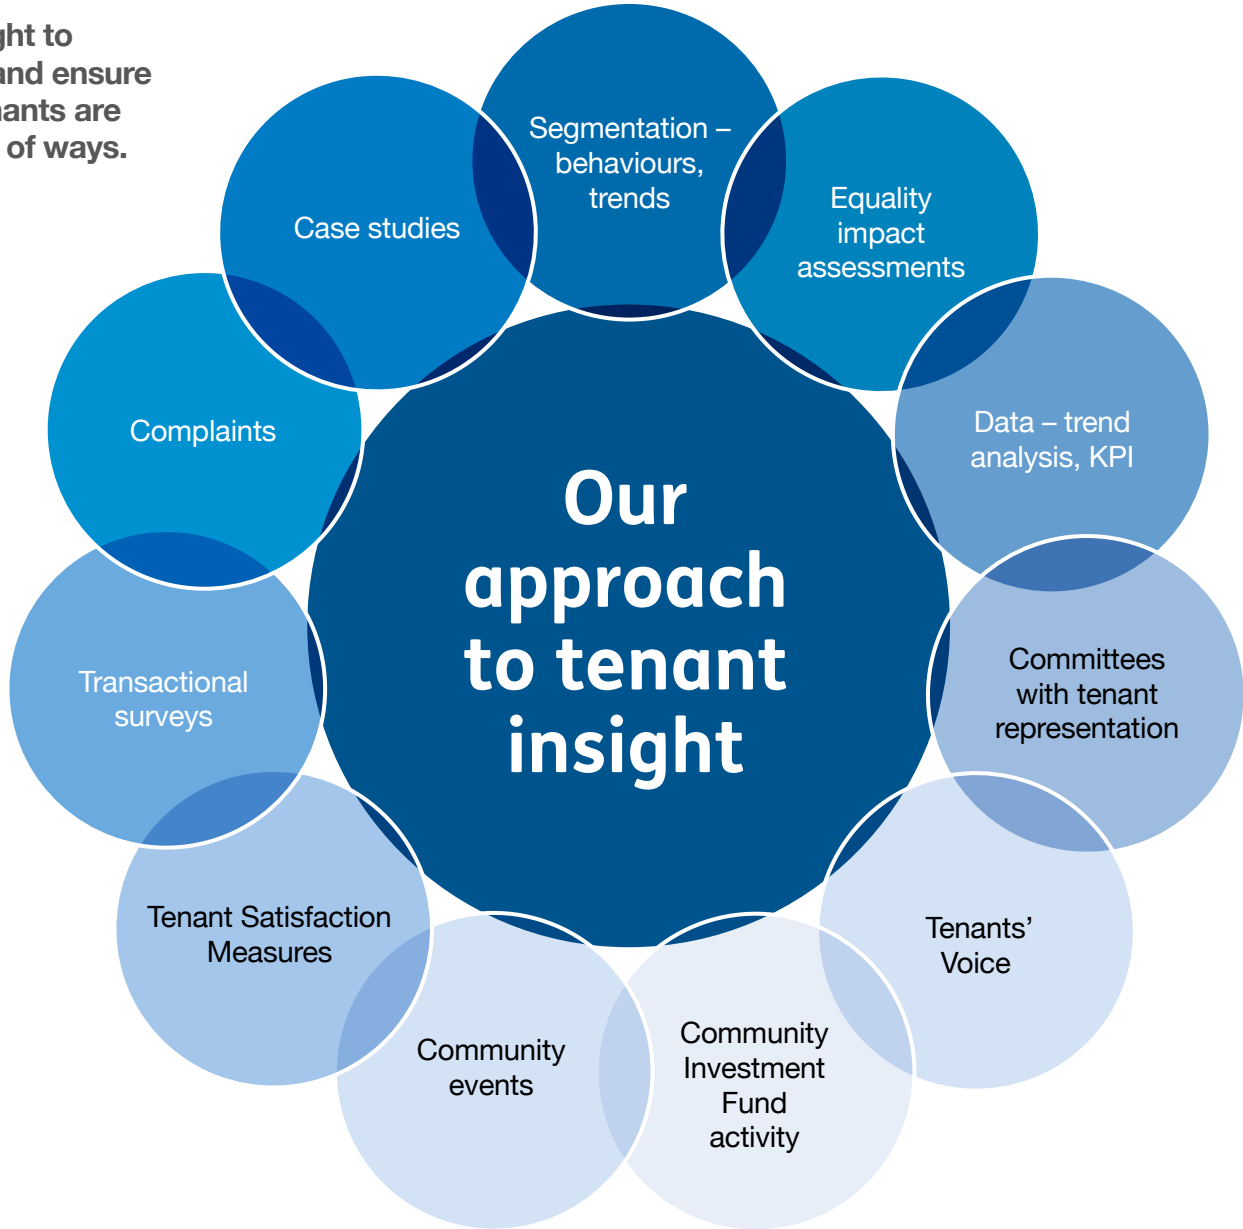 ght to
and ensure
nants are
of ways.
Segmentation –
behaviours,
trends
Equality
impact
assessments
Data – trend
analysis, KPI
Committees
with tenant
representation
Tenants’
Voice
Community
Investment
Fund
activity
Community
events
Tenant Satisfaction
Measures
Transactional
surveys
Complaints
Case studies
Our
approach
to tenant
insight